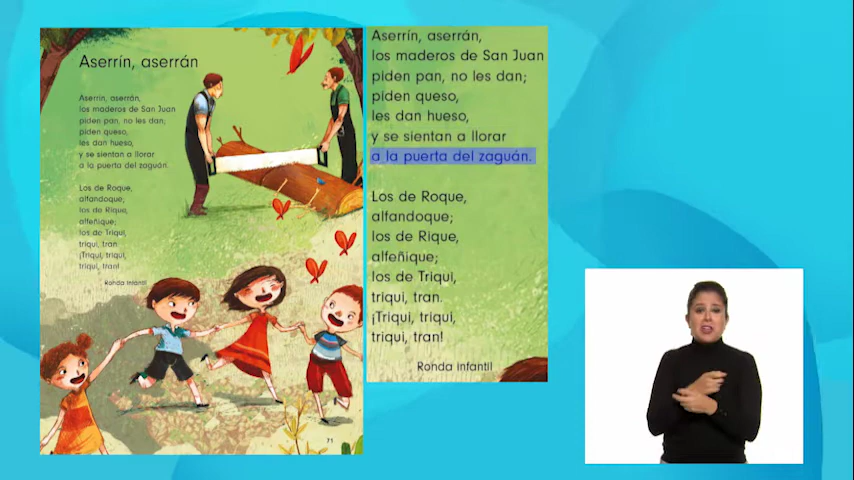 Aserrín, aserrán
Aserrín, aserrán,
los maderos de San Juan
piden pan, no les dan;
piden queso,
les dan hueso,
y se sientan a llorar
a la puerta del zaguán.
Los de Roque,
alfandoque;
los de Rique,
alfeñique;
los de Triqui,
triqui, tran.
¡Triqui, triqui,
triqui, tran!
Ronda infantil
71
Aserrín, aserrán,
los maderos de San Juan
piden pan, no les dan;
piden queso,
les dan hueso,
y se sientan a llorar
a la puerta del zaguán.
Los de Roque,
alfandoque;
los de Rique,
alfeñique;
los de Triqui,
triqui, tran.
¡Triqui, triqui,
triqui, tran!
Ronda infantil